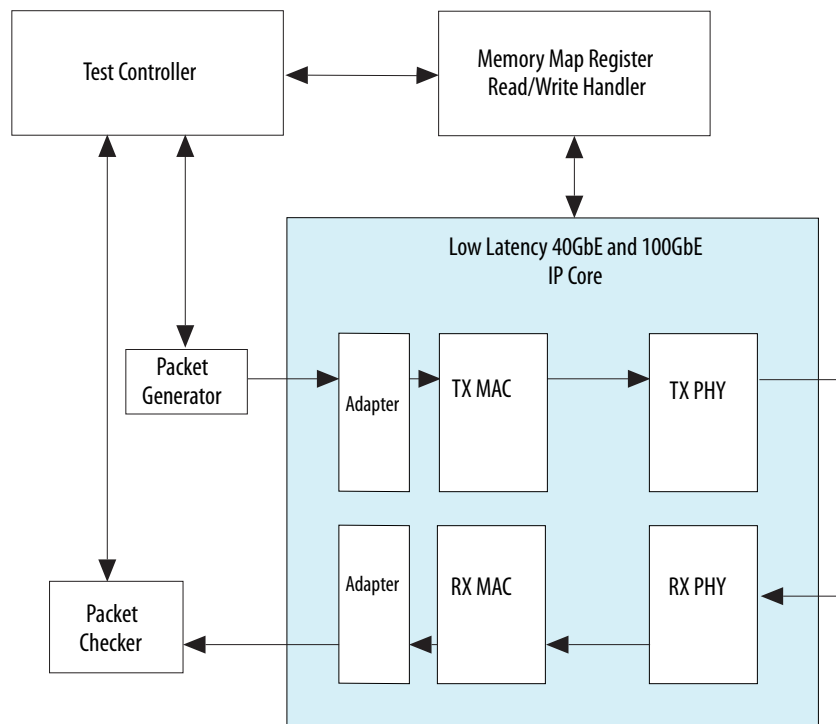 Test Controller
Memory Map Register
Read/Write Handler
Low Latency 40GbE and 100GbE
IP Core
Packet
Generator
Adapter
TX MAC
TX PHY
Packet
Checker
Adapter
RX MAC
RX PHY